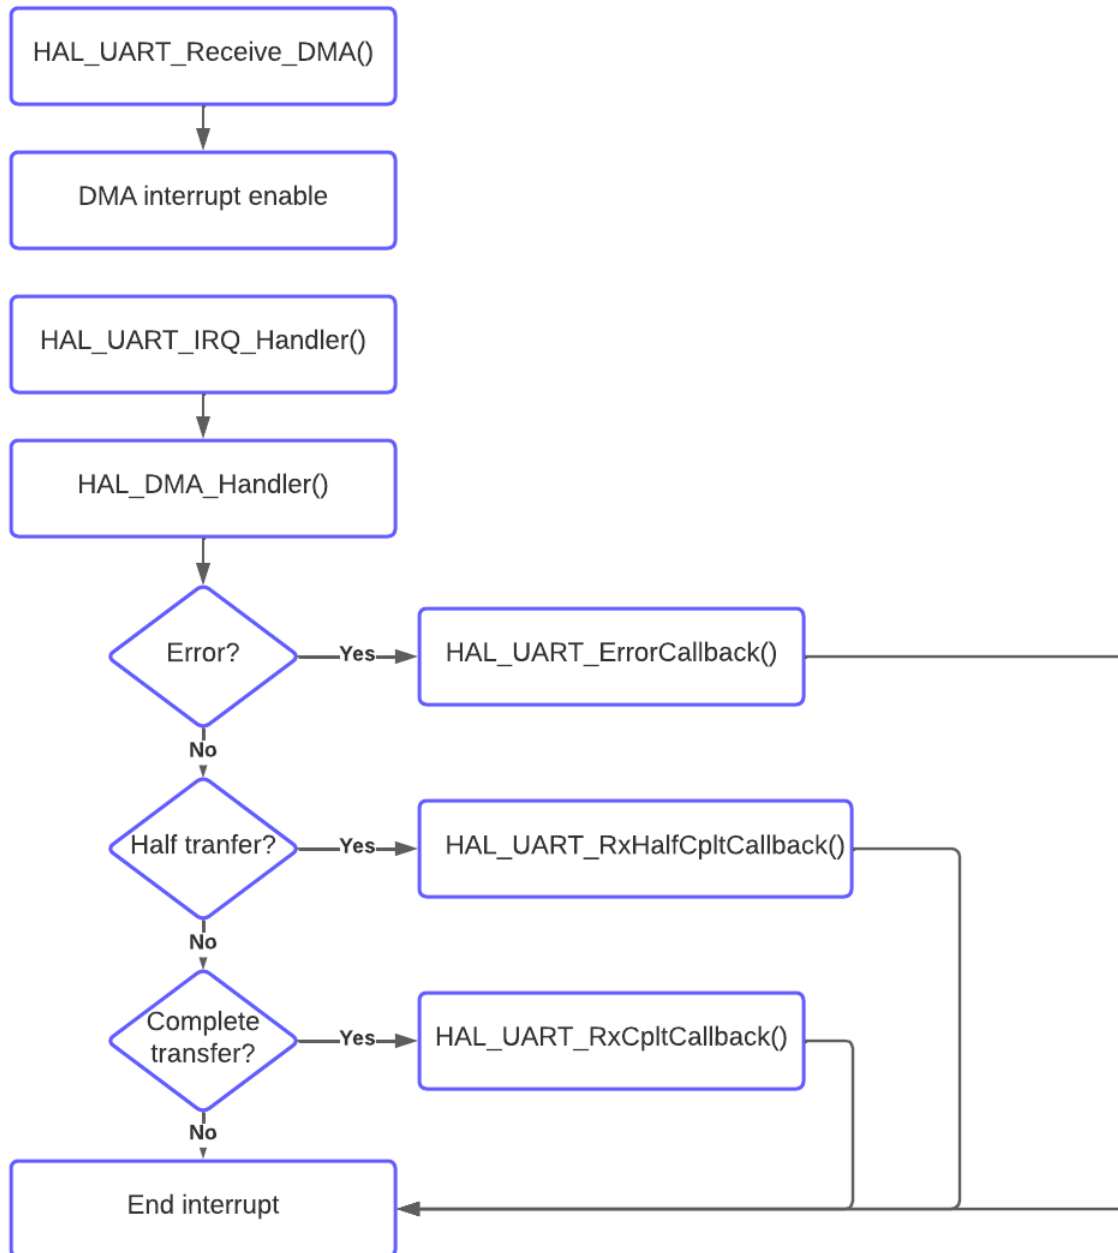 HAL_UART_Receive_DMA()
DMA interrupt enable
HAL_UART_IRQ_Handler()
HAL_DMA_Handler()
Error?
Yes
HAL_UART_ErrorCallback()
No
Half tranfer?
Yes
HAL_UART_RxHalfCpltCallback()
No
Complete
transfer?
Yes
HAL_UART_RxCpltCallback()
No
End interrupt